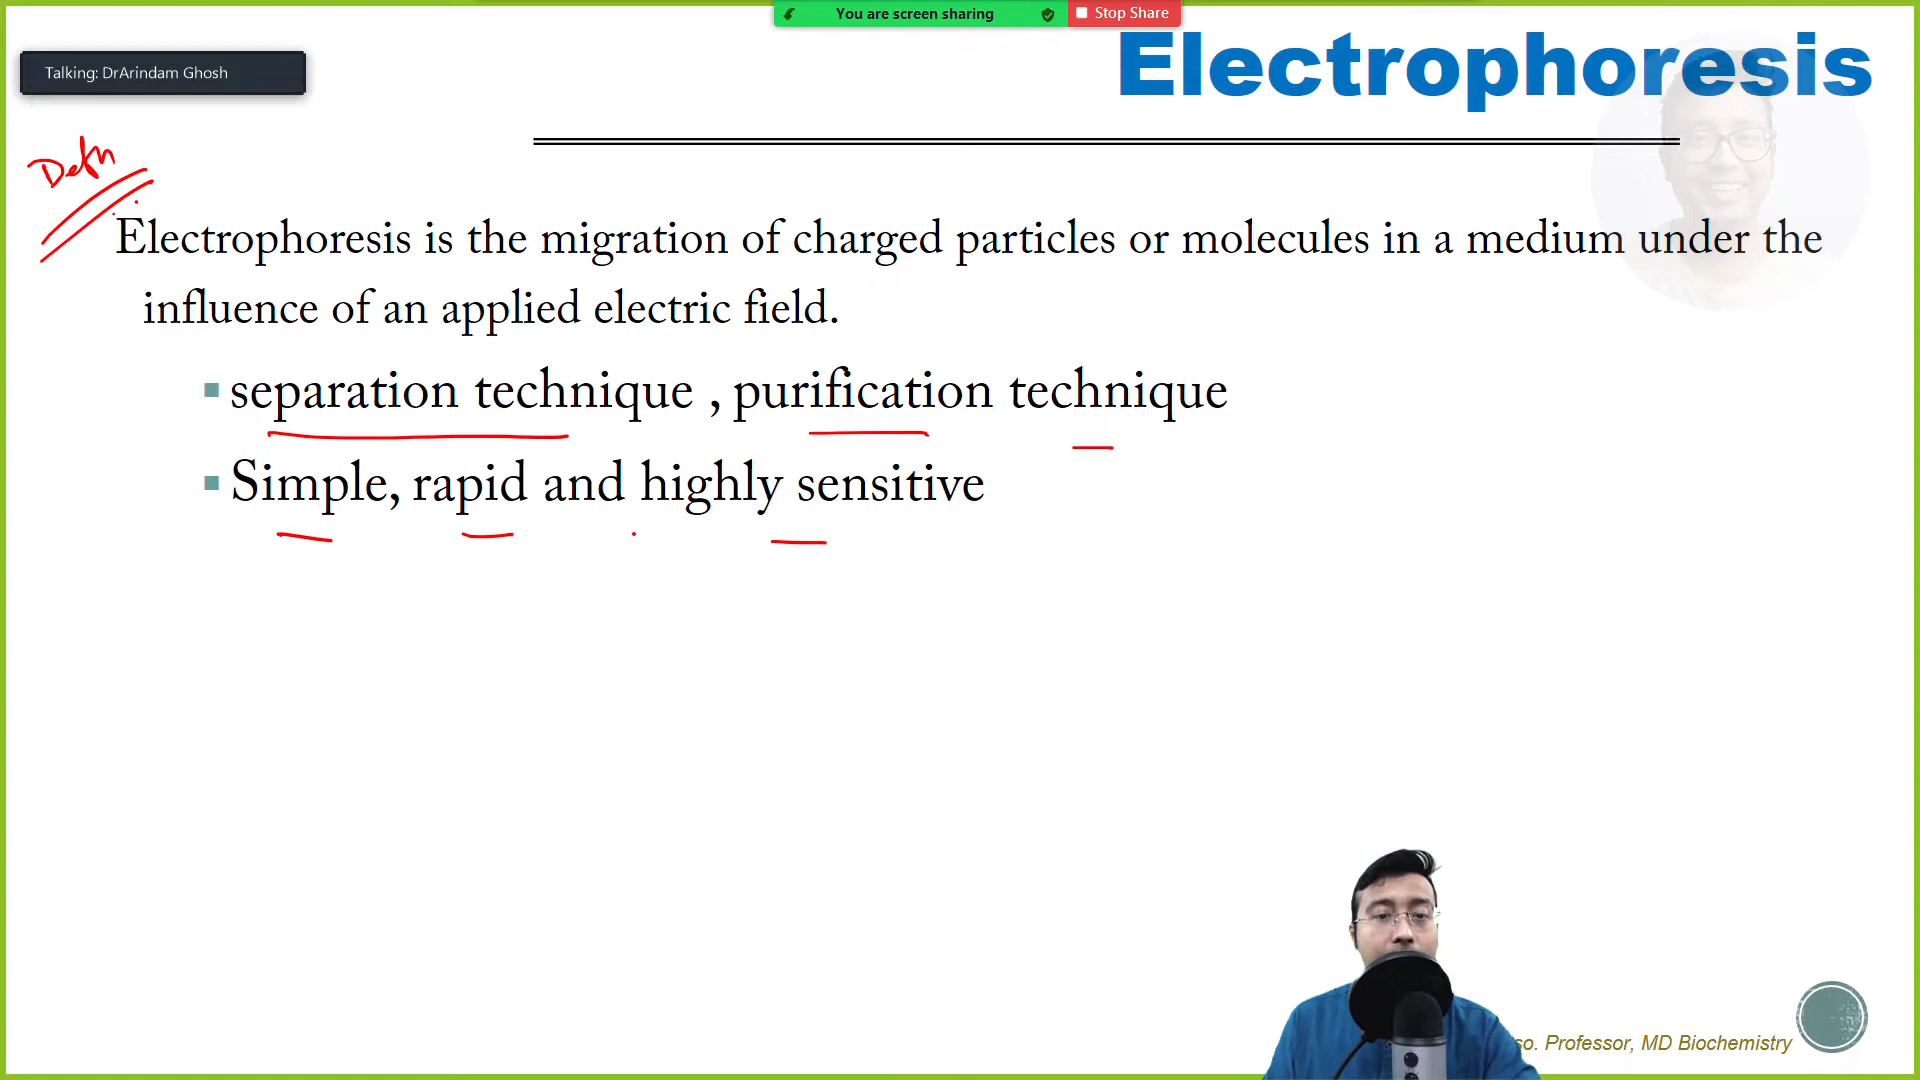 You are screen sharing
Stop Share
Electrophoresis
Talking: DrArindam Ghosh
Defn
Electrophoresis is the migration of charged particles or molecules in a medium under the
influence of an applied electric field.
separation technique , purification technique
Simple, rapid and highly sensitive
so. Professor, MD Biochemistry